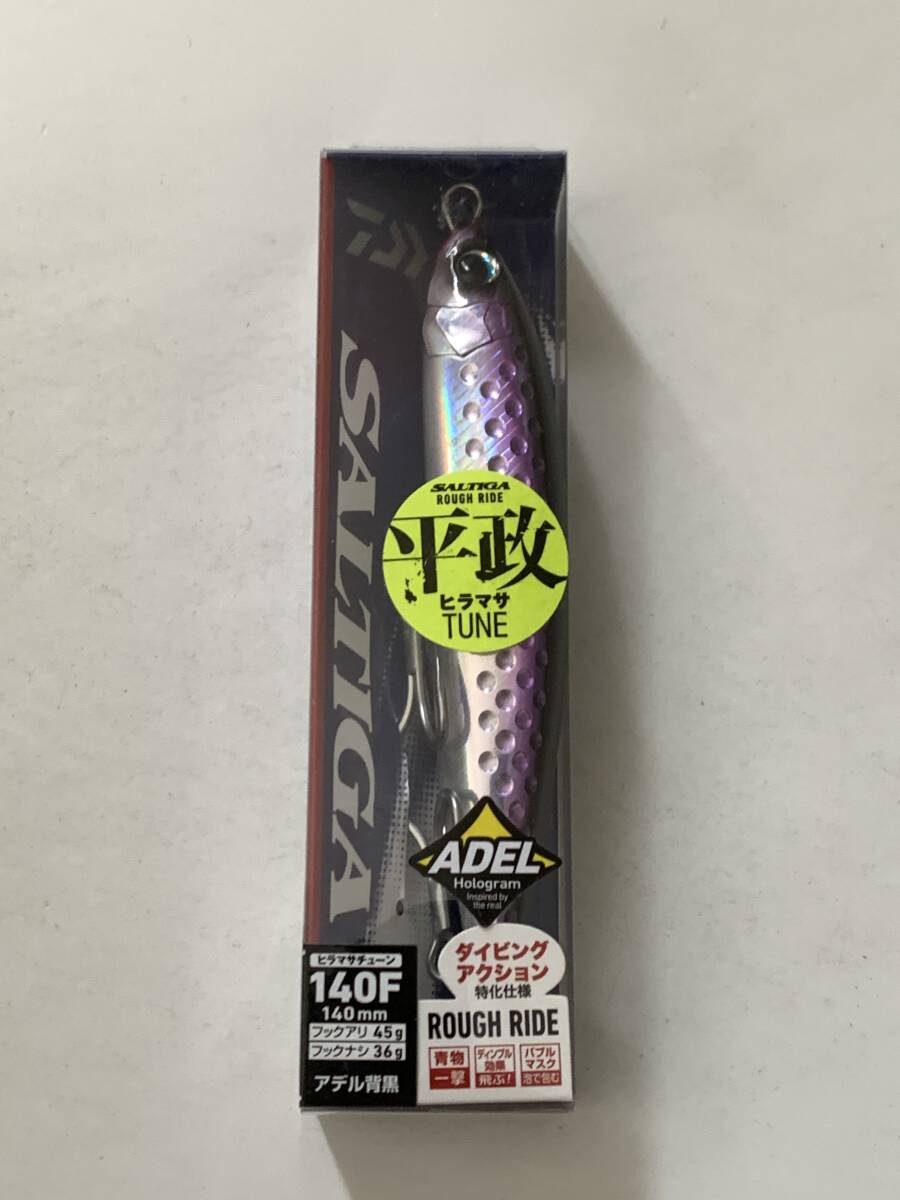 SALTIGA
SALTIGA
ROUGH RIDE
平政
ヒラマサ
TUNE
ADEL
Hologram
Inspired by
the real
ダイビング
アクション
特化仕様
ROUGH RIDE
青物
一撃
ディンプル
効果
飛ぶ!
バブル
マスク
泡で包む
ヒラマサチューン
140F
140mm
フックアリ 45g
フックナシ 36g
アデル背黒